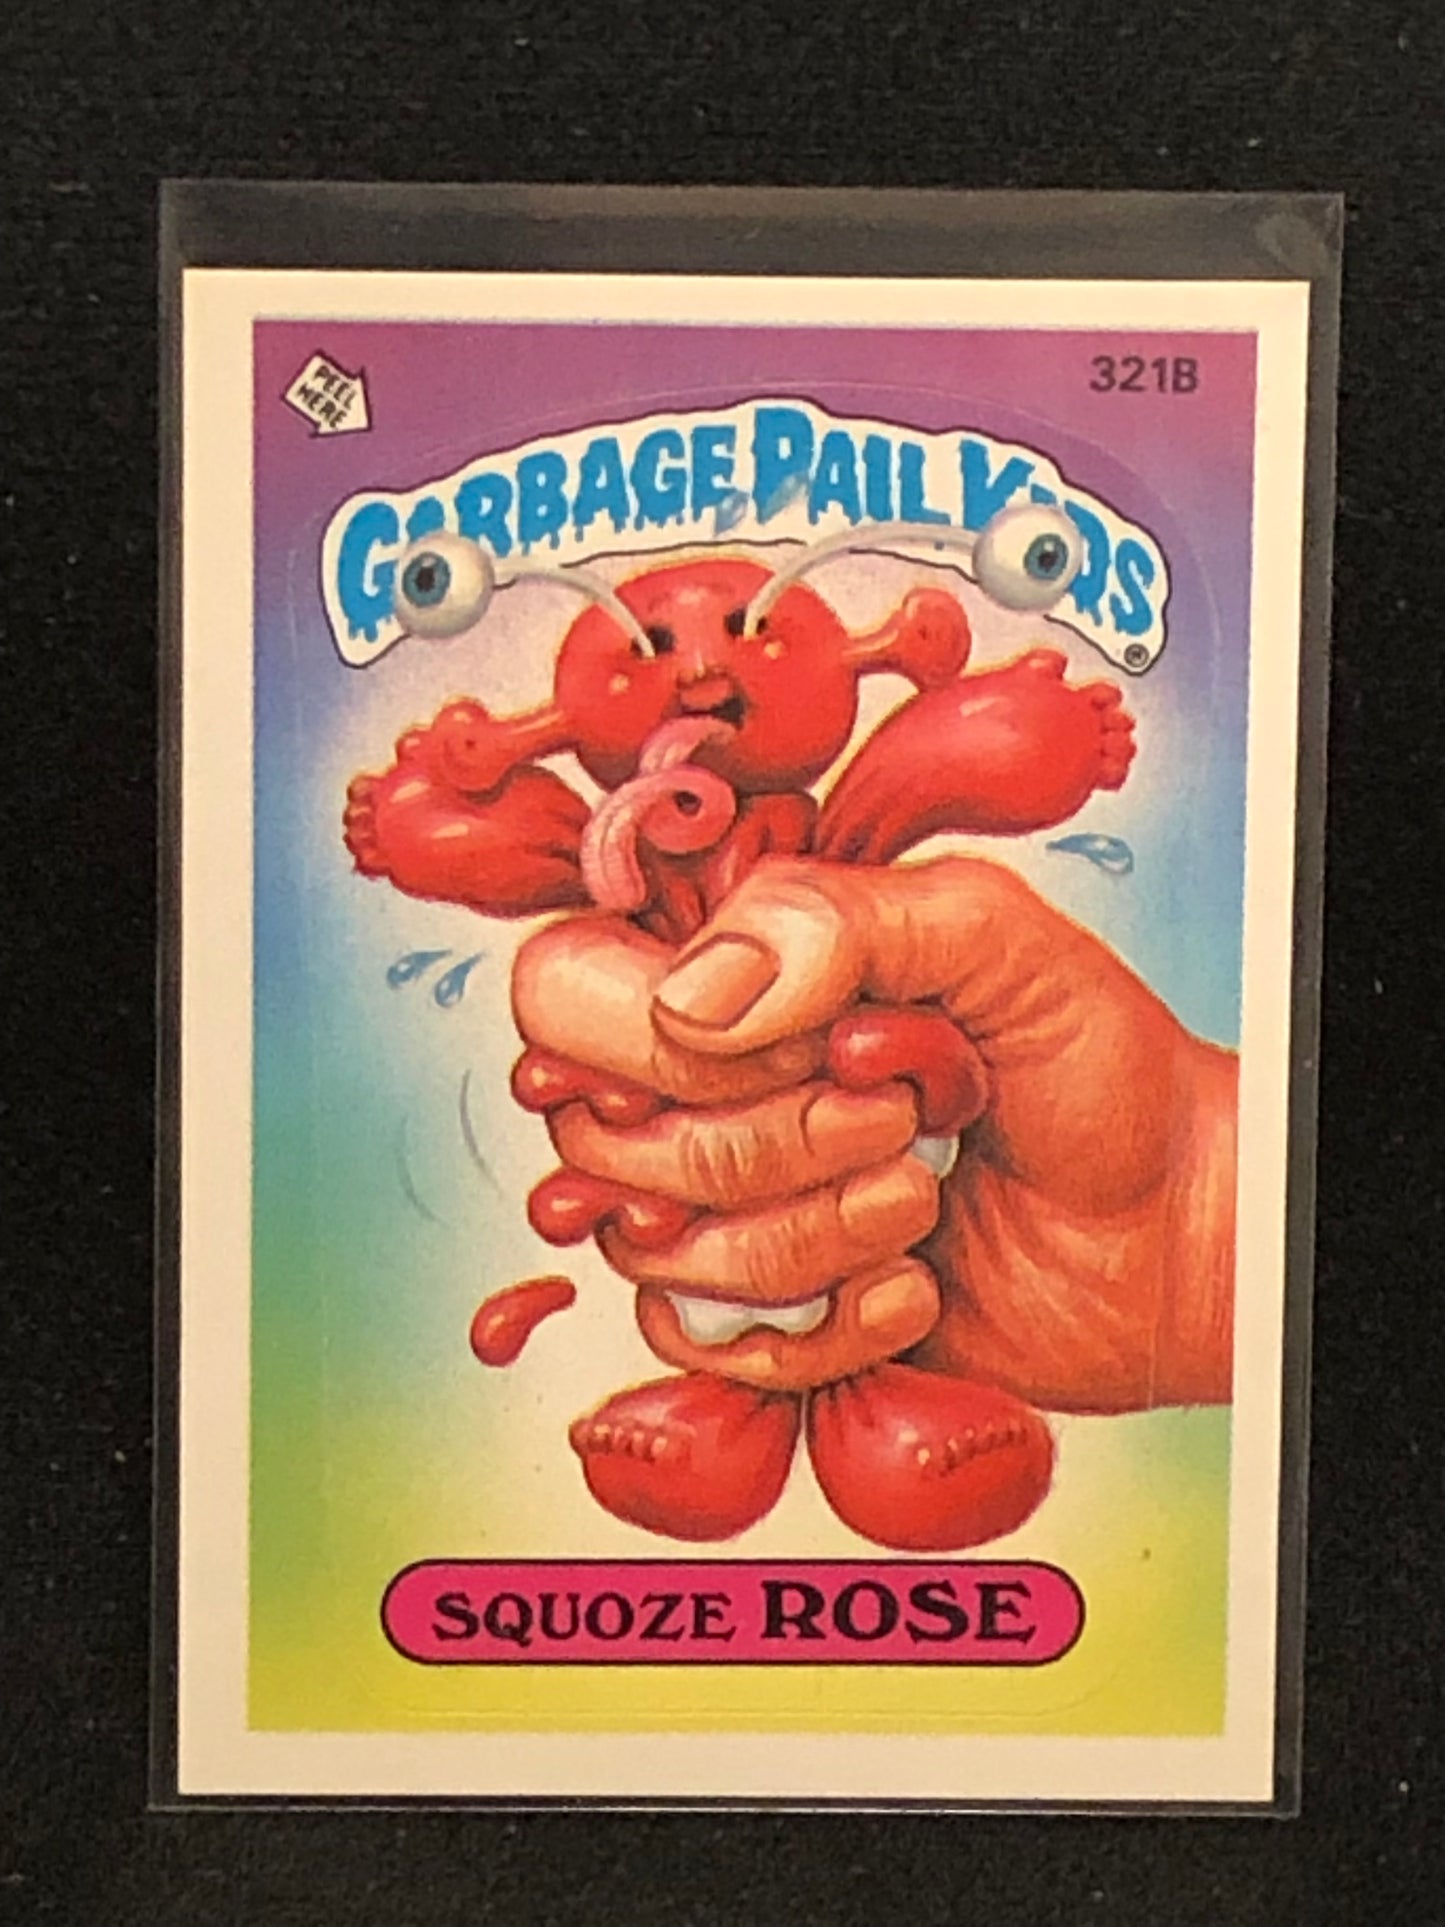 PEEL
HERE
321B
GARBAGE PAIL KIDS
®
SQUOZE ROSE